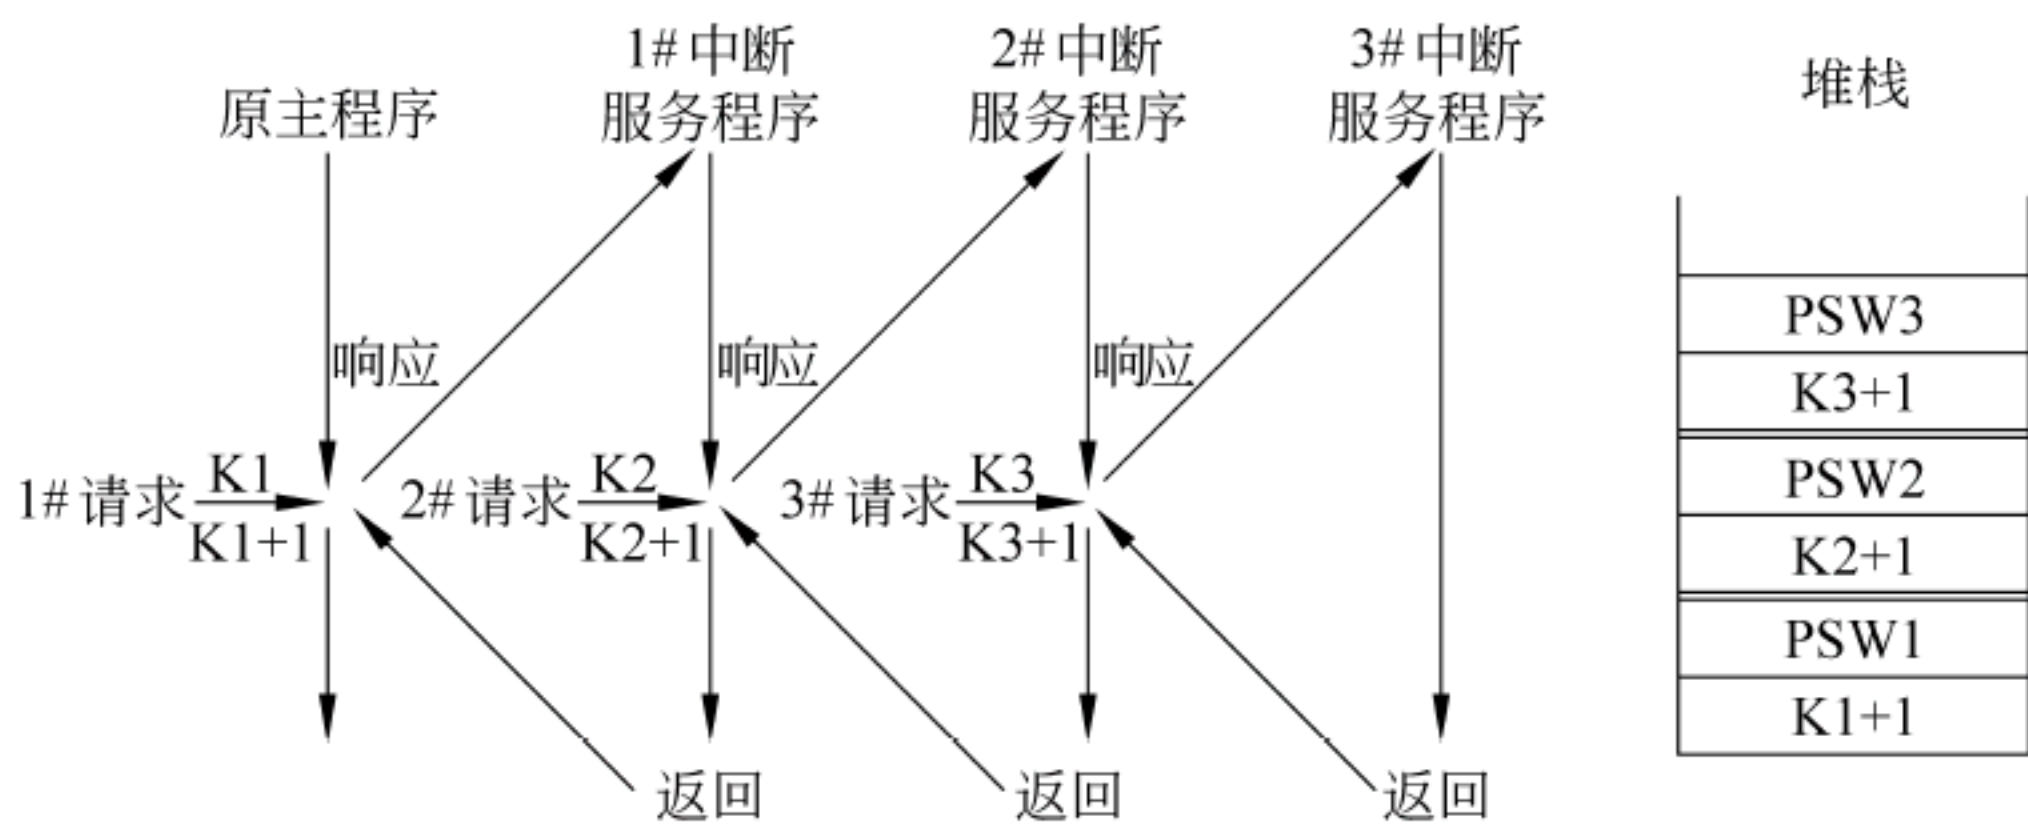 原主程序
1# 中断
服务程序
2# 中断
服务程序
3# 中断
服务程序
堆栈
响应
响应
响应
1# 请求
K1
K1+1
2# 请求
K2
K2+1
3# 请求
K3
K3+1
返回
返回
返回
PSW3
K3+1
PSW2
K2+1
PSW1
K1+1